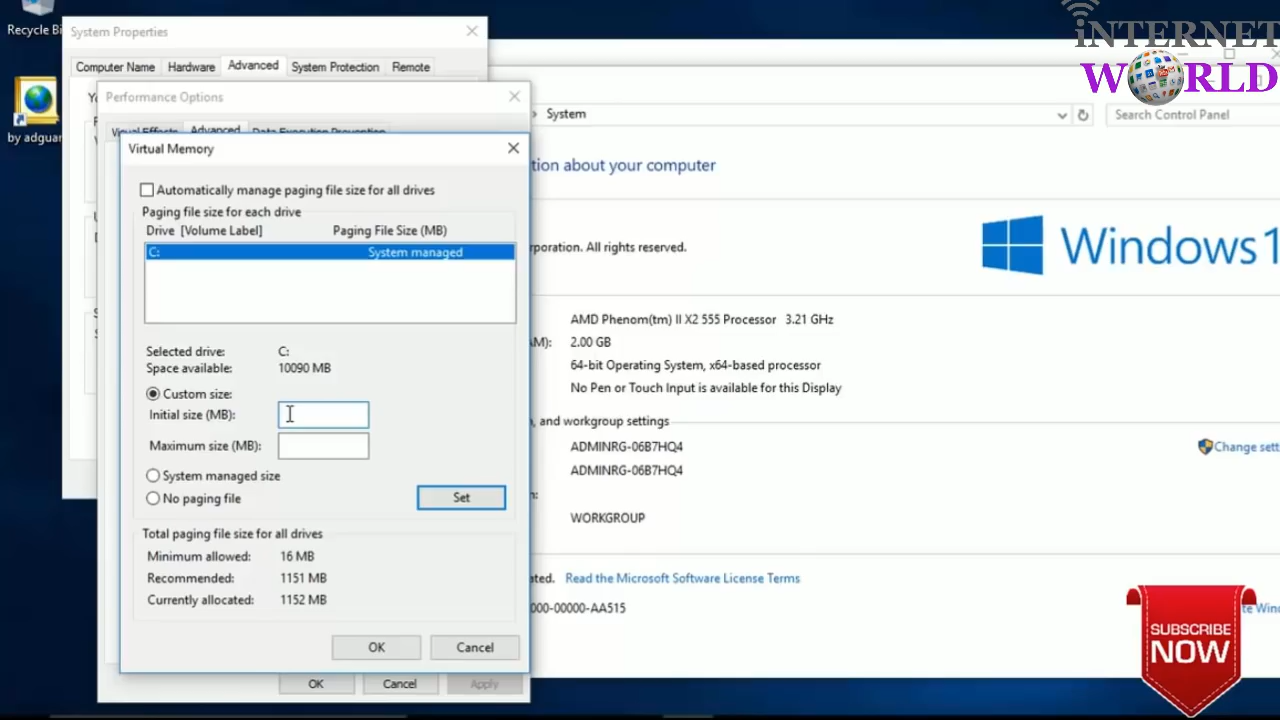 Recycle Bi
by adguar
System Properties
Computer Name
Hardware
Advanced
System Protection
Remote
Performance Options
Visual Effects
Advanced
Data Execution Prevention
Virtual Memory
Automatically manage paging file size for all drives
Paging file size for each drive
Drive [Volume Label] Paging File Size (MB)
C: System managed
Selected drive: C:
Space available: 10090 MB
Custom size:
Initial size (MB):
Maximum size (MB):
System managed size
No paging file
Set
Total paging file size for all drives
Minimum allowed: 16 MB
Recommended: 1151 MB
Currently allocated: 1152 MB
OK Cancel
OK Cancel Apply
iNTERNET
WORLD
System
Search Control Panel
tion about your computer
rporation. All rights reserved.
Windows 1
AMD Phenom(tm) II X2 555 Processor 3.21 GHz
M): 2.00 GB
64-bit Operating System, x64-based processor
No Pen or Touch Input is available for this Display
, and workgroup settings
ADMINRG-06B7HQ4
Change sett
ADMINRG-06B7HQ4
n:
WORKGROUP
ated. Read the Microsoft Software License Terms
000-00000-AA515
te Wind
SUBSCRIBE
NOW